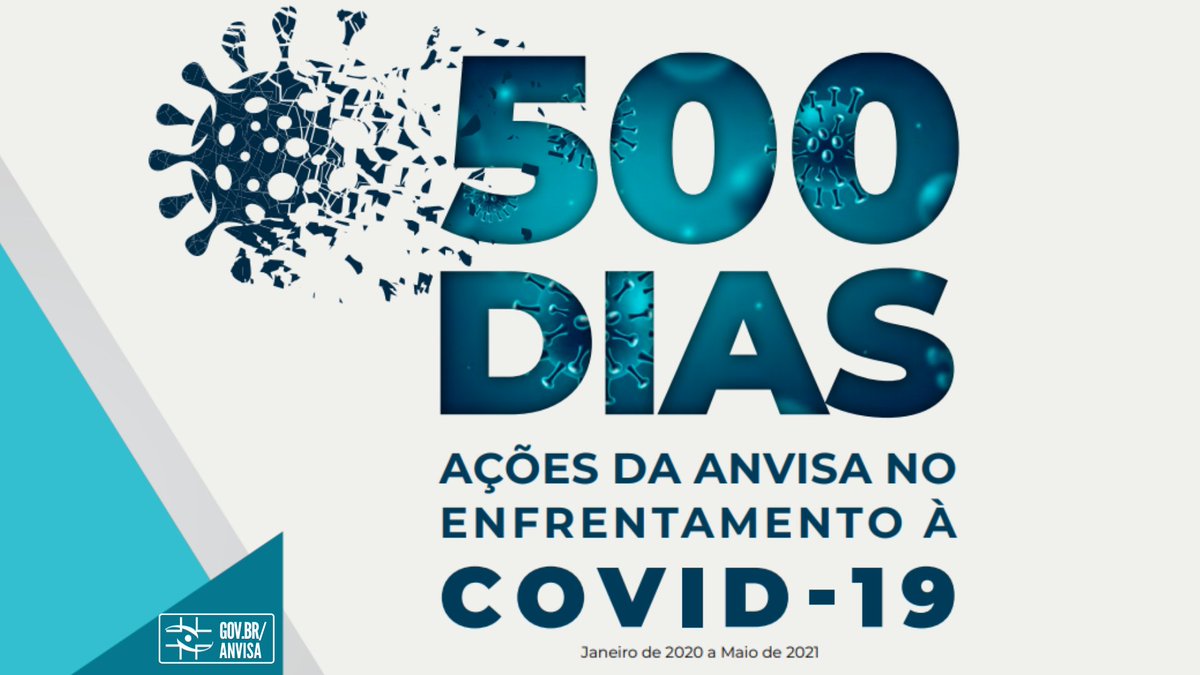 500
DIAS
AÇÕES DA ANVISA NO
ENFRENTAMENTO À
COVID-19
Janeiro de 2020 a Maio de 2021
GOV.BR/
ANVISA